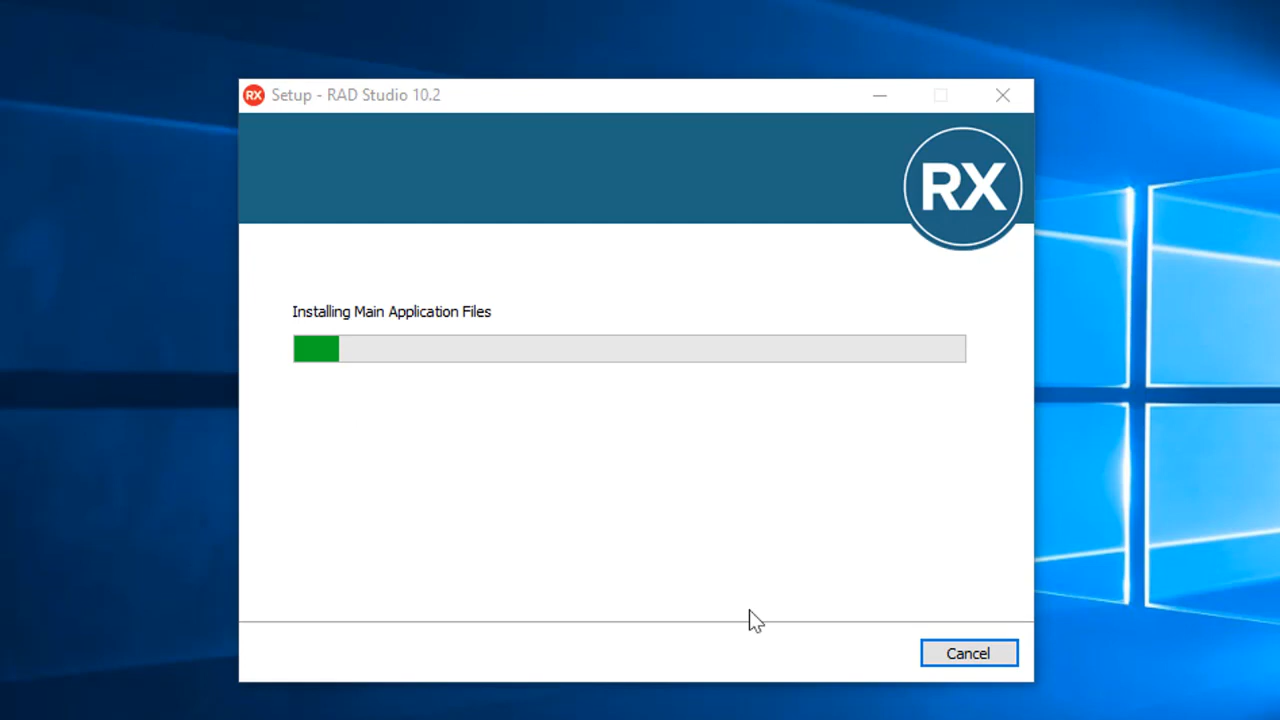 RX Setup - RAD Studio 10.2
RX
Installing Main Application Files
Cancel